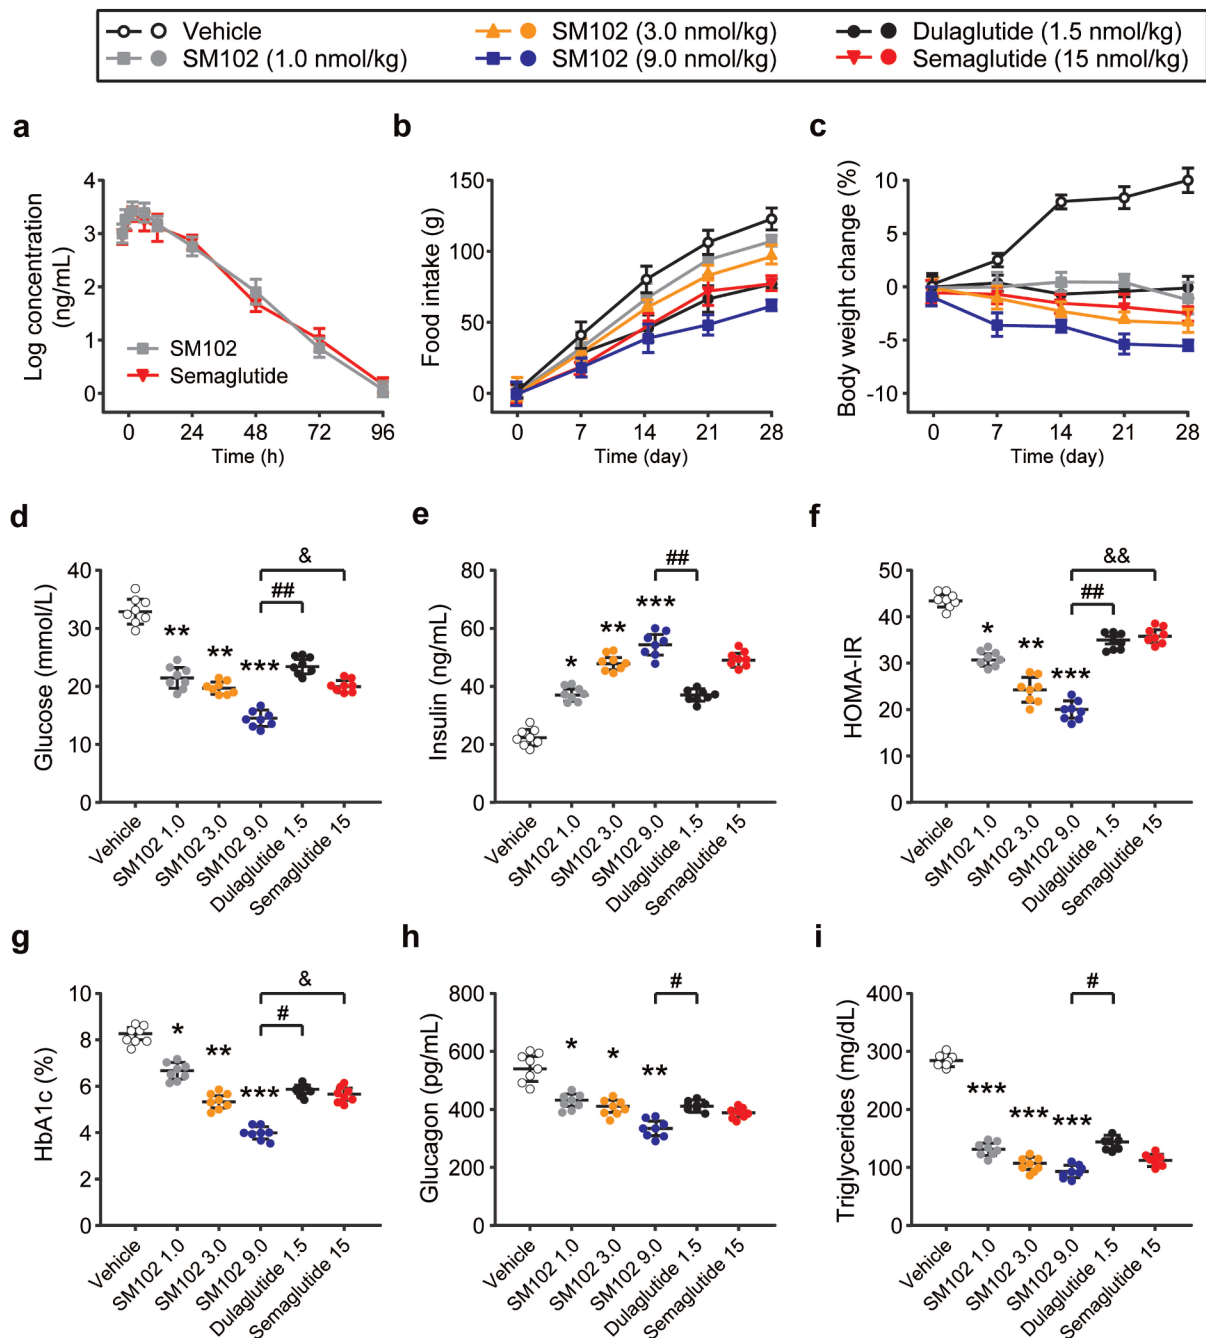 Vehicle SM102 (3.0 nmol/kg) Dulaglutide (1.5 nmol/kg)
SM102 (1.0 nmol/kg) SM102 (9.0 nmol/kg) Semaglutide (15 nmol/kg)
a
Log concentration
(ng/mL)
4
3
2
1
0
SM102
Semaglutide
0 24 48 72 96
Time (h)
b
Food intake (g)
150
100
50
0
0 7 14 21 28
Time (day)
c
Body weight change (%)
10
5
0
-5
-10
0 7 14 21 28
Time (day)
d
Glucose (mmol/L)
40
30
20
10
0
** ** *** ## &
Vehicle
SM102 1.0
SM102 3.0
SM102 9.0
Dulaglutide 1.5
Semaglutide 15
e
Insulin (ng/mL)
80
60
40
20
0
* ** *** ##
Vehicle
SM102 1.0
SM102 3.0
SM102 9.0
Dulaglutide 1.5
Semaglutide 15
f
HOMA-IR
50
40
30
20
10
0
* ** *** ## &&
Vehicle
SM102 1.0
SM102 3.0
SM102 9.0
Dulaglutide 1.5
Semaglutide 15
g
HbA1c (%)
10
8
6
4
2
0
* ** *** # &
Vehicle
SM102 1.0
SM102 3.0
SM102 9.0
Dulaglutide 1.5
Semaglutide 15
h
Glucagon (pg/mL)
800
600
400
200
0
* * ** #
Vehicle
SM102 1.0
SM102 3.0
SM102 9.0
Dulaglutide 1.5
Semaglutide 15
i
Triglycerides (mg/dL)
400
300
200
100
0
*** *** *** #
Vehicle
SM102 1.0
SM102 3.0
SM102 9.0
Dulaglutide 1.5
Semaglutide 15